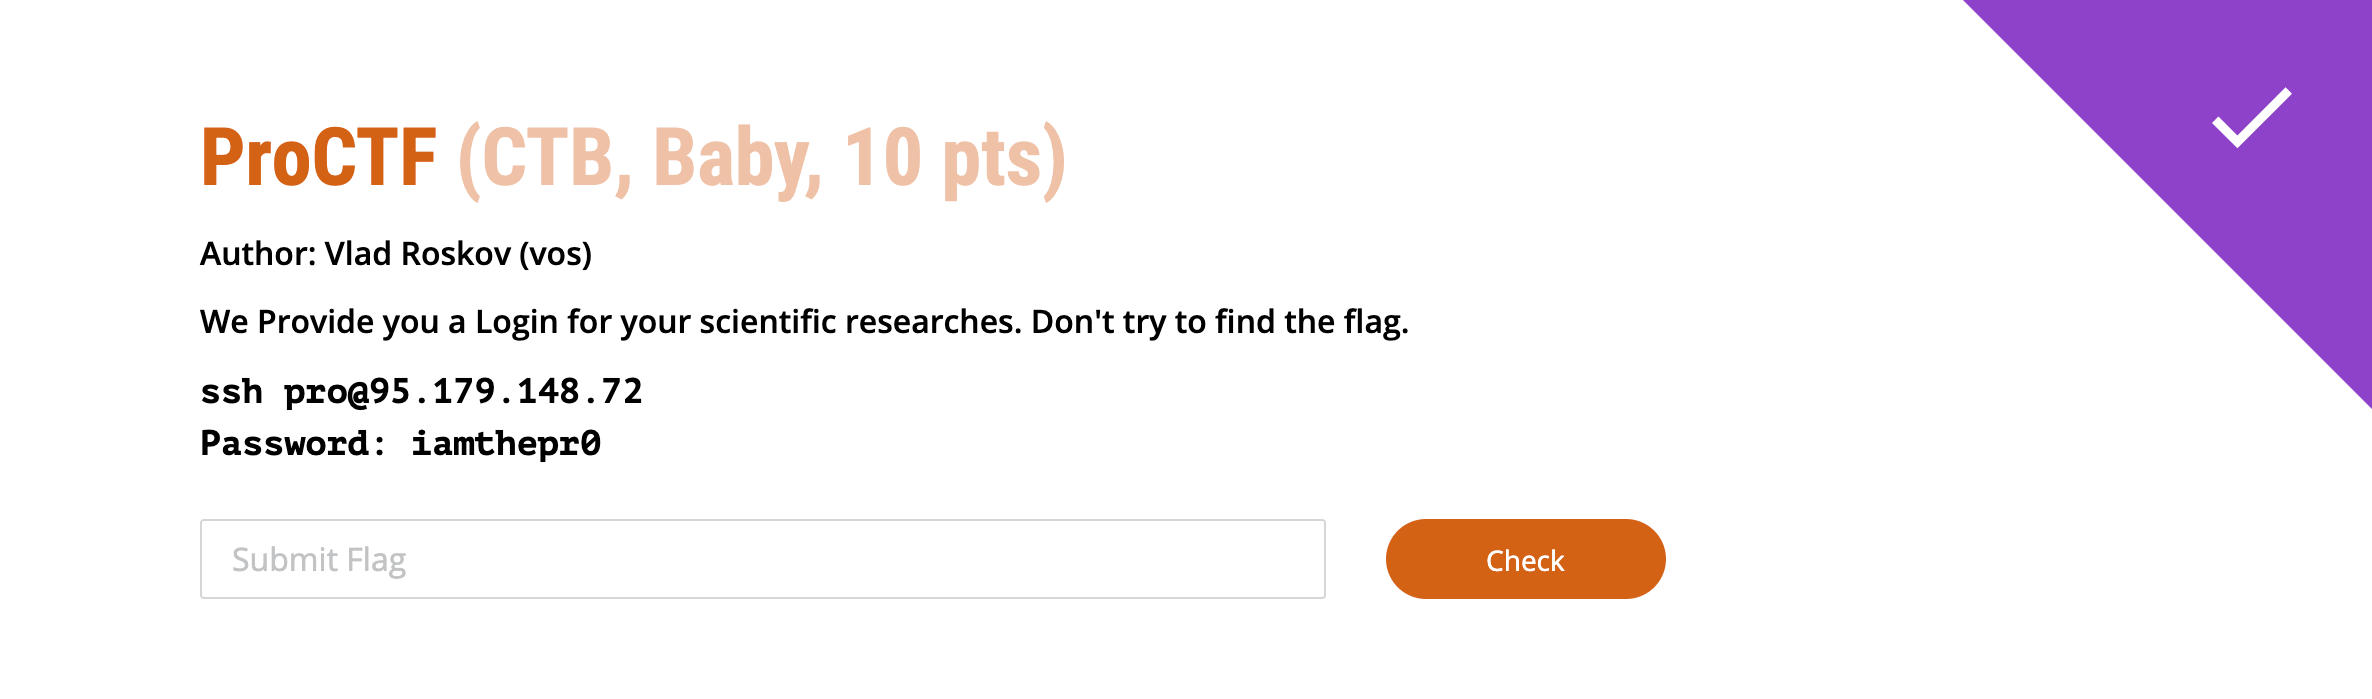 ProCTF (CTB, Baby, 10 pts)
Author: Vlad Roskov (vos)
We Provide you a Login for your scientific researches. Don't try to find the flag.
ssh pro@95.179.148.72
Password: iamthepr0
Submit Flag
Check